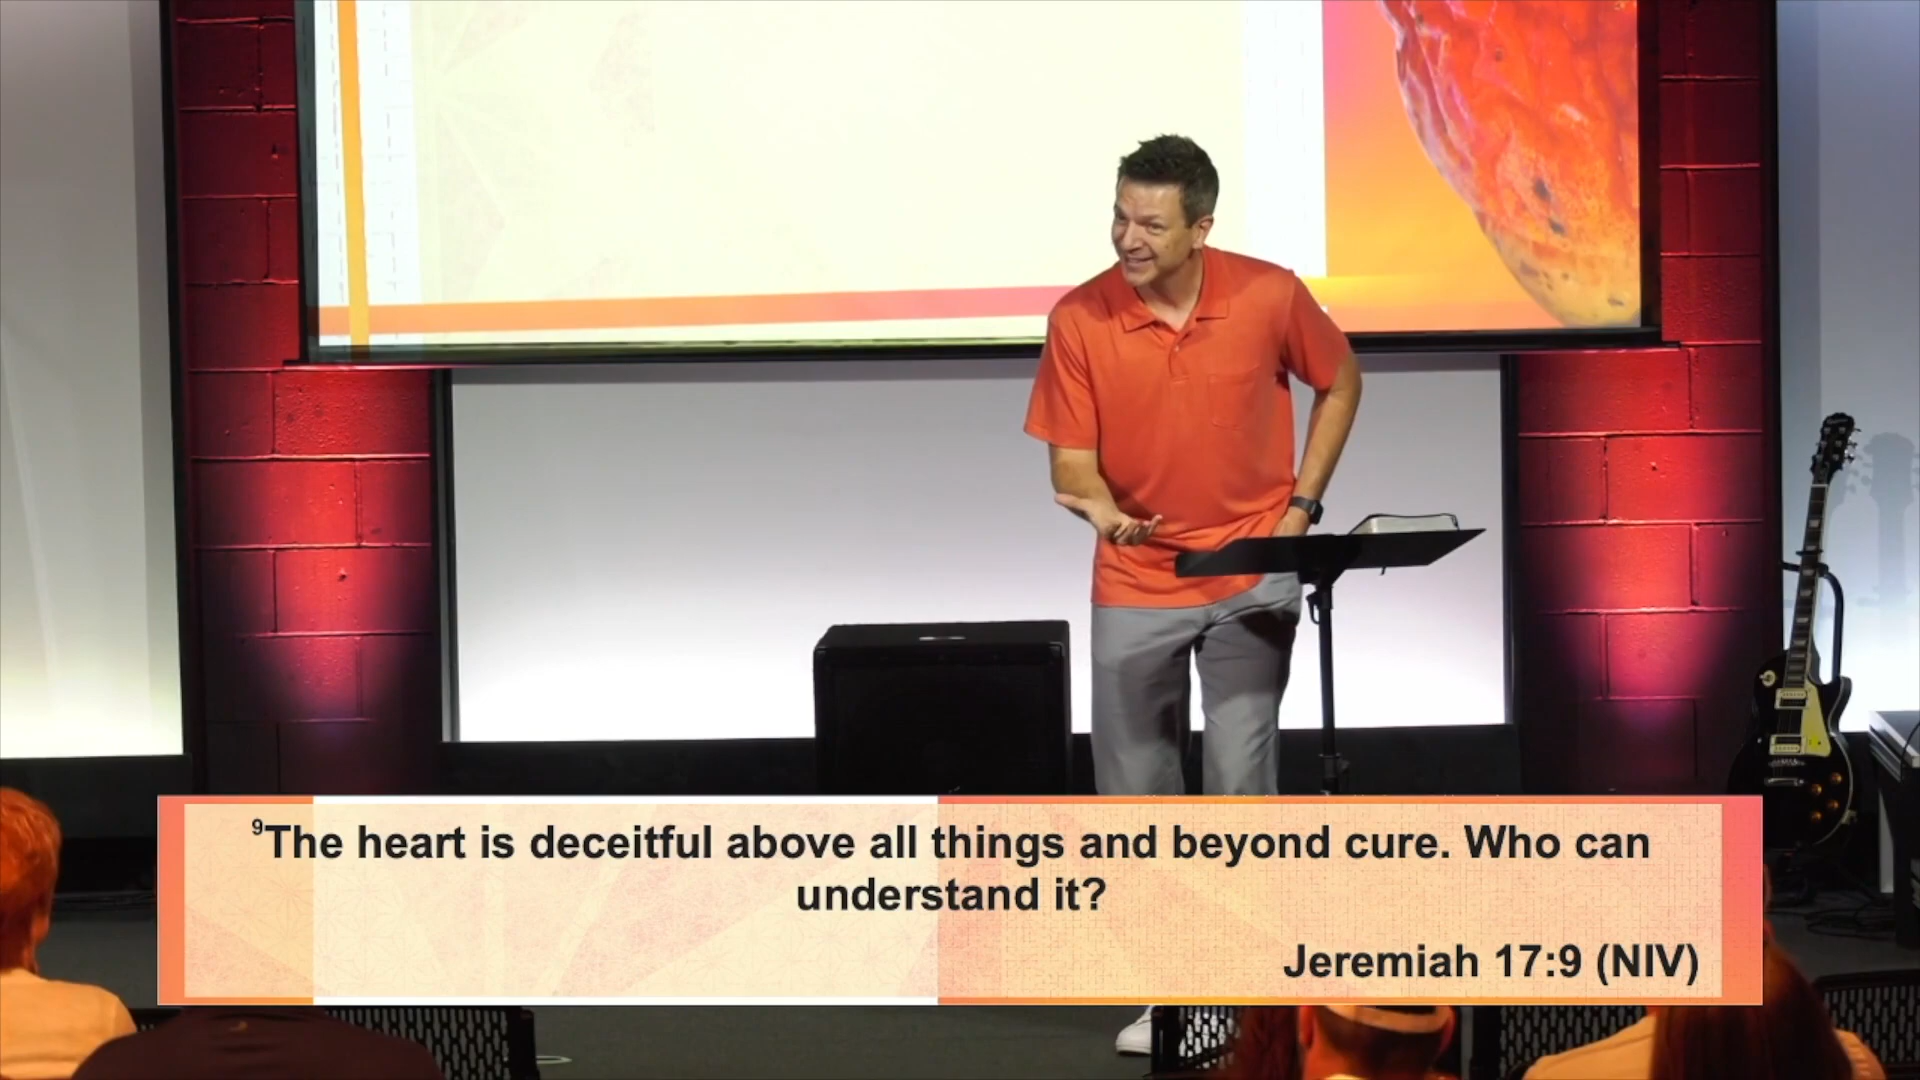 ⁹The heart is deceitful above all things and beyond cure. Who can
understand it?
Jeremiah 17:9 (NIV)